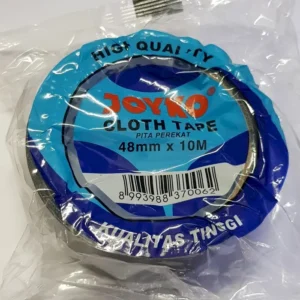 HIGH QUALITY
JOYKO
CLOTH TAPE
PITA PEREKAT
48mm x 10M
8 993988 370062
KUALITAS TINGGI